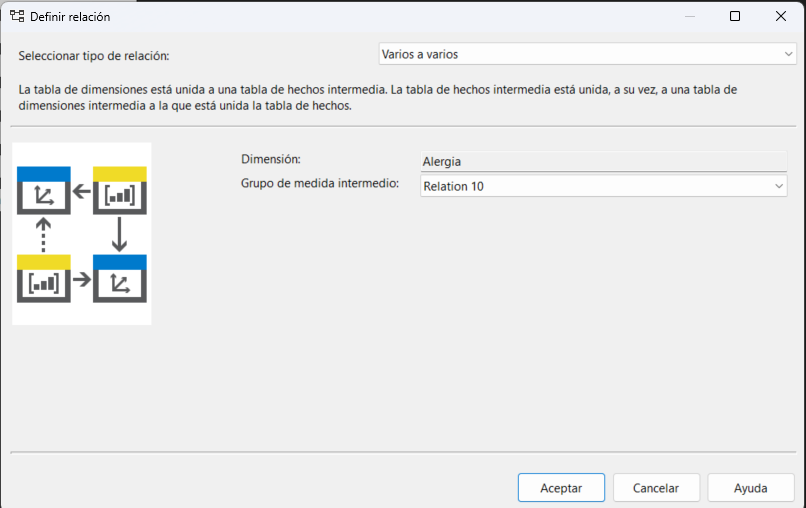 Definir relación
Seleccionar tipo de relación:
Varios a varios
La tabla de dimensiones está unida a una tabla de hechos intermedia. La tabla de hechos intermedia está unida, a su vez, a una tabla de
dimensiones intermedia a la que está unida la tabla de hechos.
Dimensión:
Alergia
Grupo de medida intermedio:
Relation 10
Aceptar
Cancelar
Ayuda